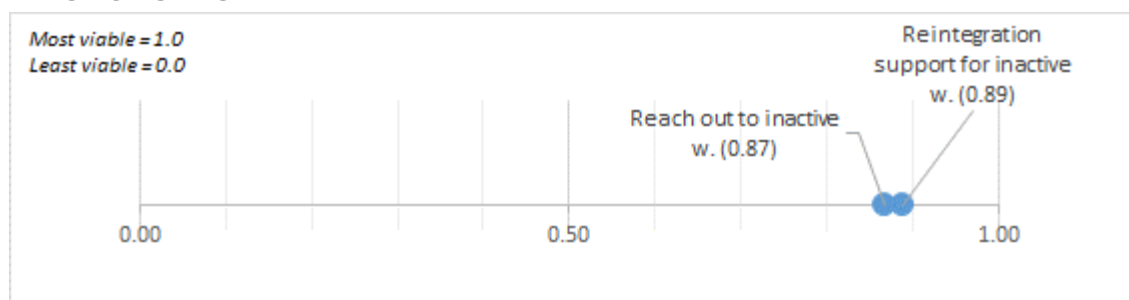 Most viable = 1.0
Least viable = 0.0
Reintegration
support for inactive
w. (0.89)
Reach out to inactive
w. (0.87)
0.00
0.50
1.00